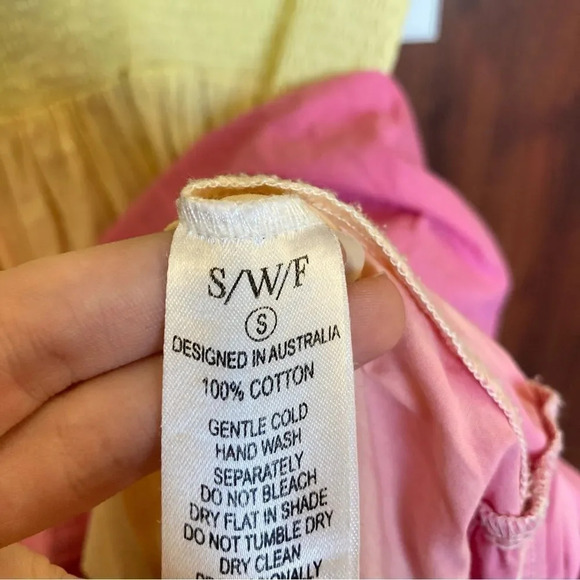 S/W/F
S
DESIGNED IN AUSTRALIA
100% COTTON
GENTLE COLD
HAND WASH
SEPARATELY
DO NOT BLEACH
DRY FLAT IN SHADE
DO NOT TUMBLE DRY
DRY CLEAN